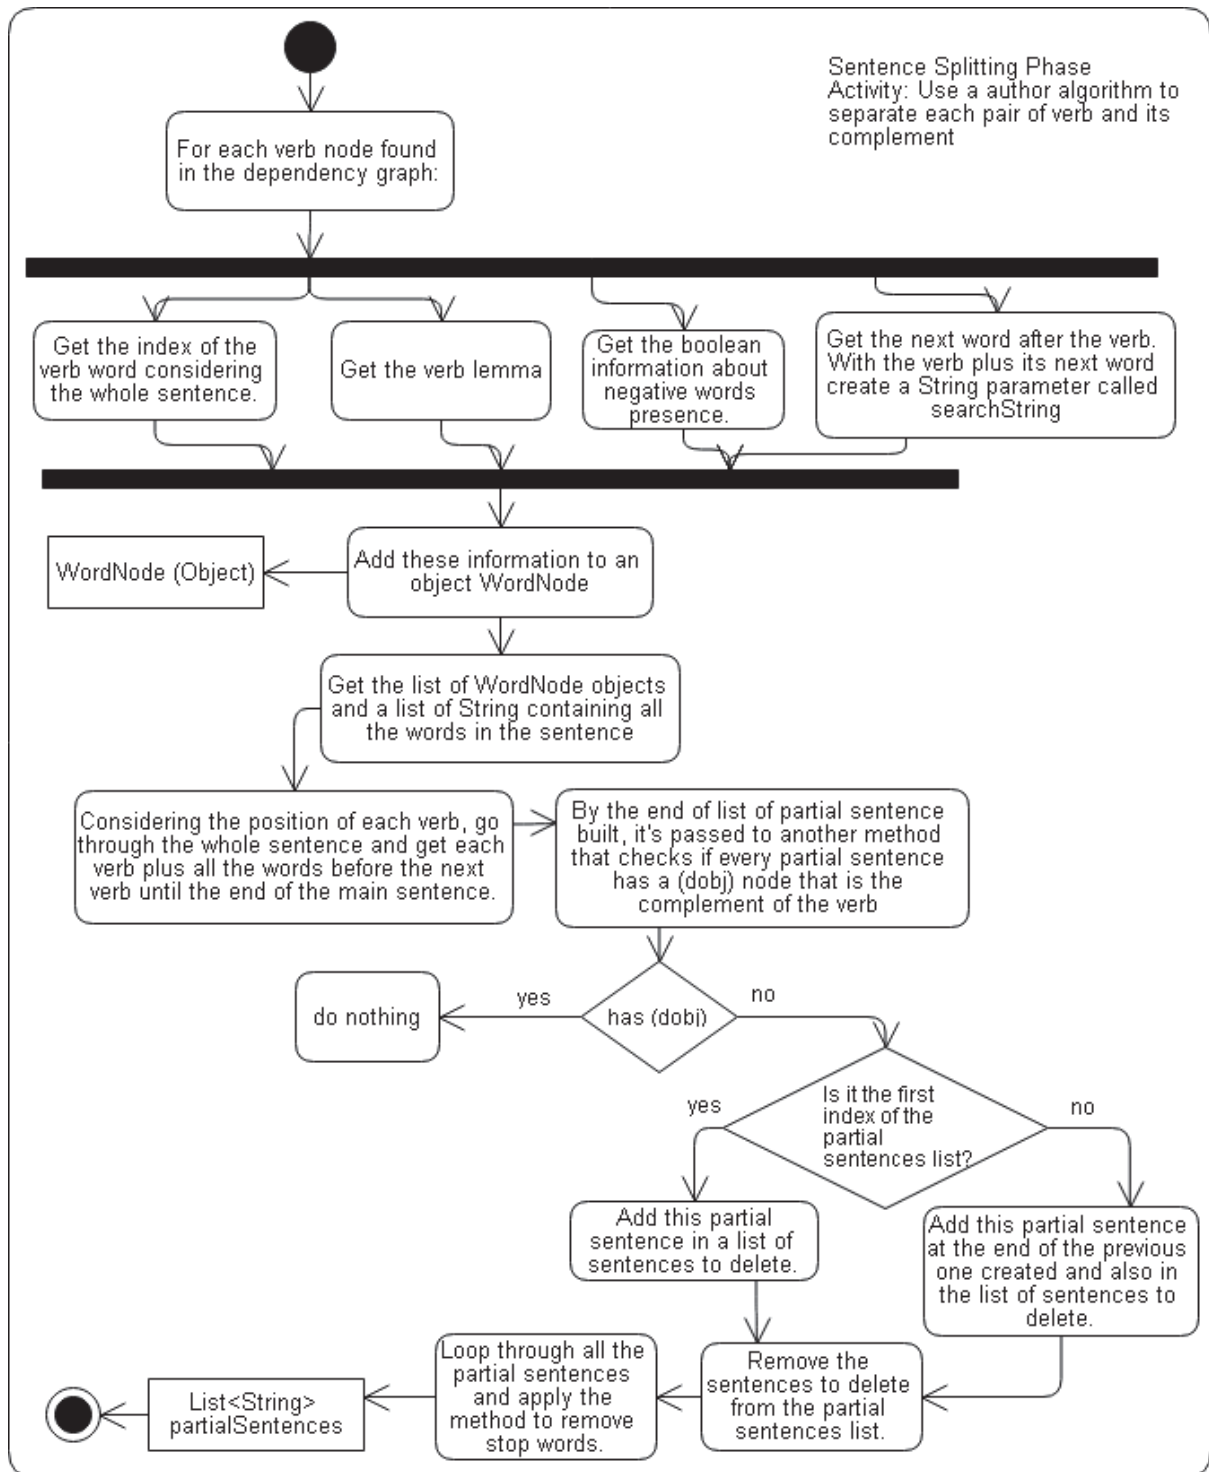 Sentence Splitting Phase
Activity: Use a author algorithm to
separate each pair of verb and its
complement
For each verb node found
in the dependency graph:
Get the index of the
verb word considering
the whole sentence.
Get the verb lemma
Get the boolean
information about
negative words
presence.
Get the next word after the verb.
With the verb plus its next word
create a String parameter called
searchString
WordNode (Object)
Add these information to an
object WordNode
Get the list of WordNode objects
and a list of String containing all
the words in the sentence
Considering the position of each verb, go
through the whole sentence and get each
verb plus all the words before the next
verb until the end of the main sentence.
By the end of list of partial sentence
built, it's passed to another method
that checks if every partial sentence
has a (dobj) node that is the
complement of the verb
do nothing
yes
has (dobj)
no
yes
Is it the first
index of the
partial
sentences list?
no
Add this partial
sentence in a list of
sentences to delete.
Add this partial sentence
at the end of the previous
one created and also in
the list of sentences to
delete.
Remove the
sentences to delete
from the partial
sentences list.
Loop through all the
partial sentences
and apply the
method to remove
stop words.
List<String>
partialSentences